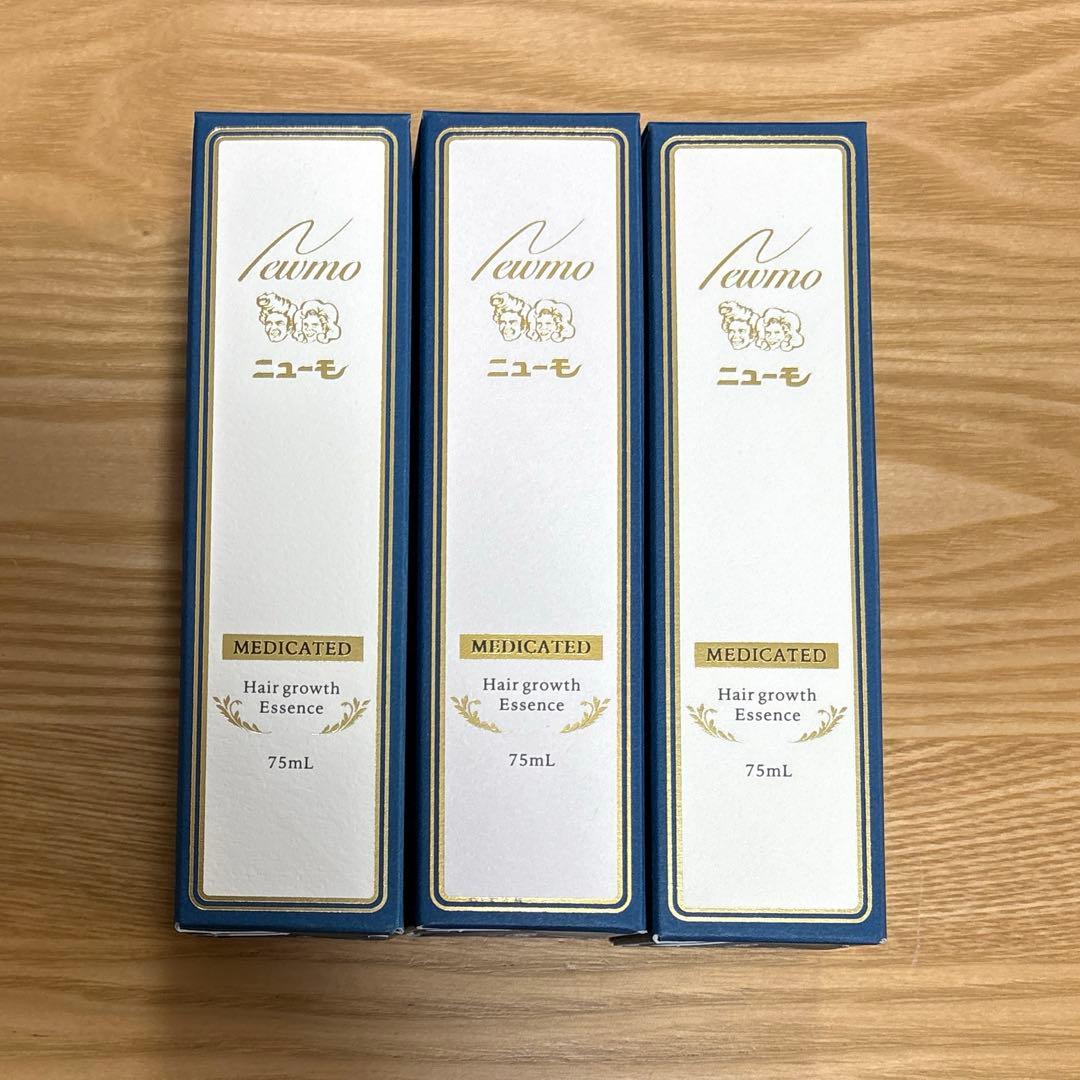 Newmo
ニューモ
MEDICATED
Hair growth
Essence
75mL
Newmo
ニューモ
MEDICATED
Hair growth
Essence
75mL
Newmo
ニューモ
MEDICATED
Hair growth
Essence
75mL